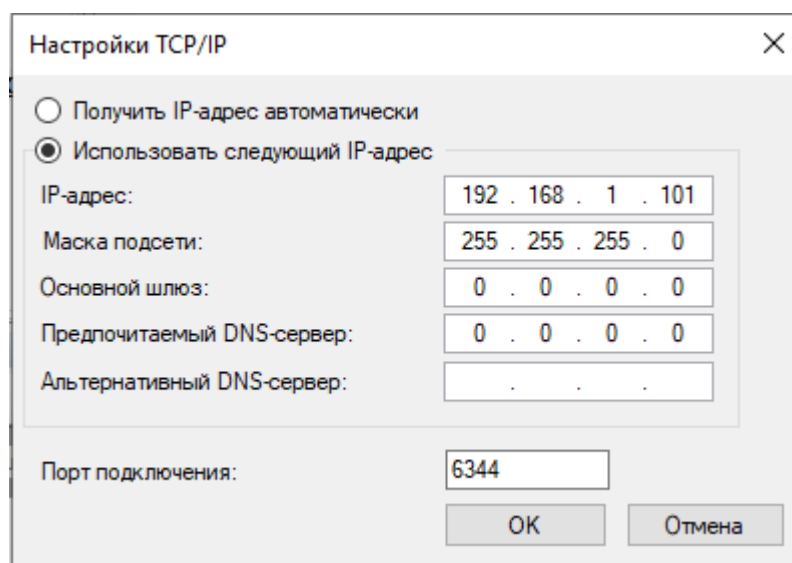 Настройки TCP/IP
Получить IP-адрес автоматически
Использовать следующий IP-адрес
IP-адрес: 192 . 168 . 1 . 101
Маска подсети: 255 . 255 . 255 . 0
Основной шлюз: 0 . 0 . 0 . 0
Предпочитаемый DNS-сервер: 0 . 0 . 0 . 0
Альтернативный DNS-сервер: . . .
Порт подключения: 6344
OK Отмена